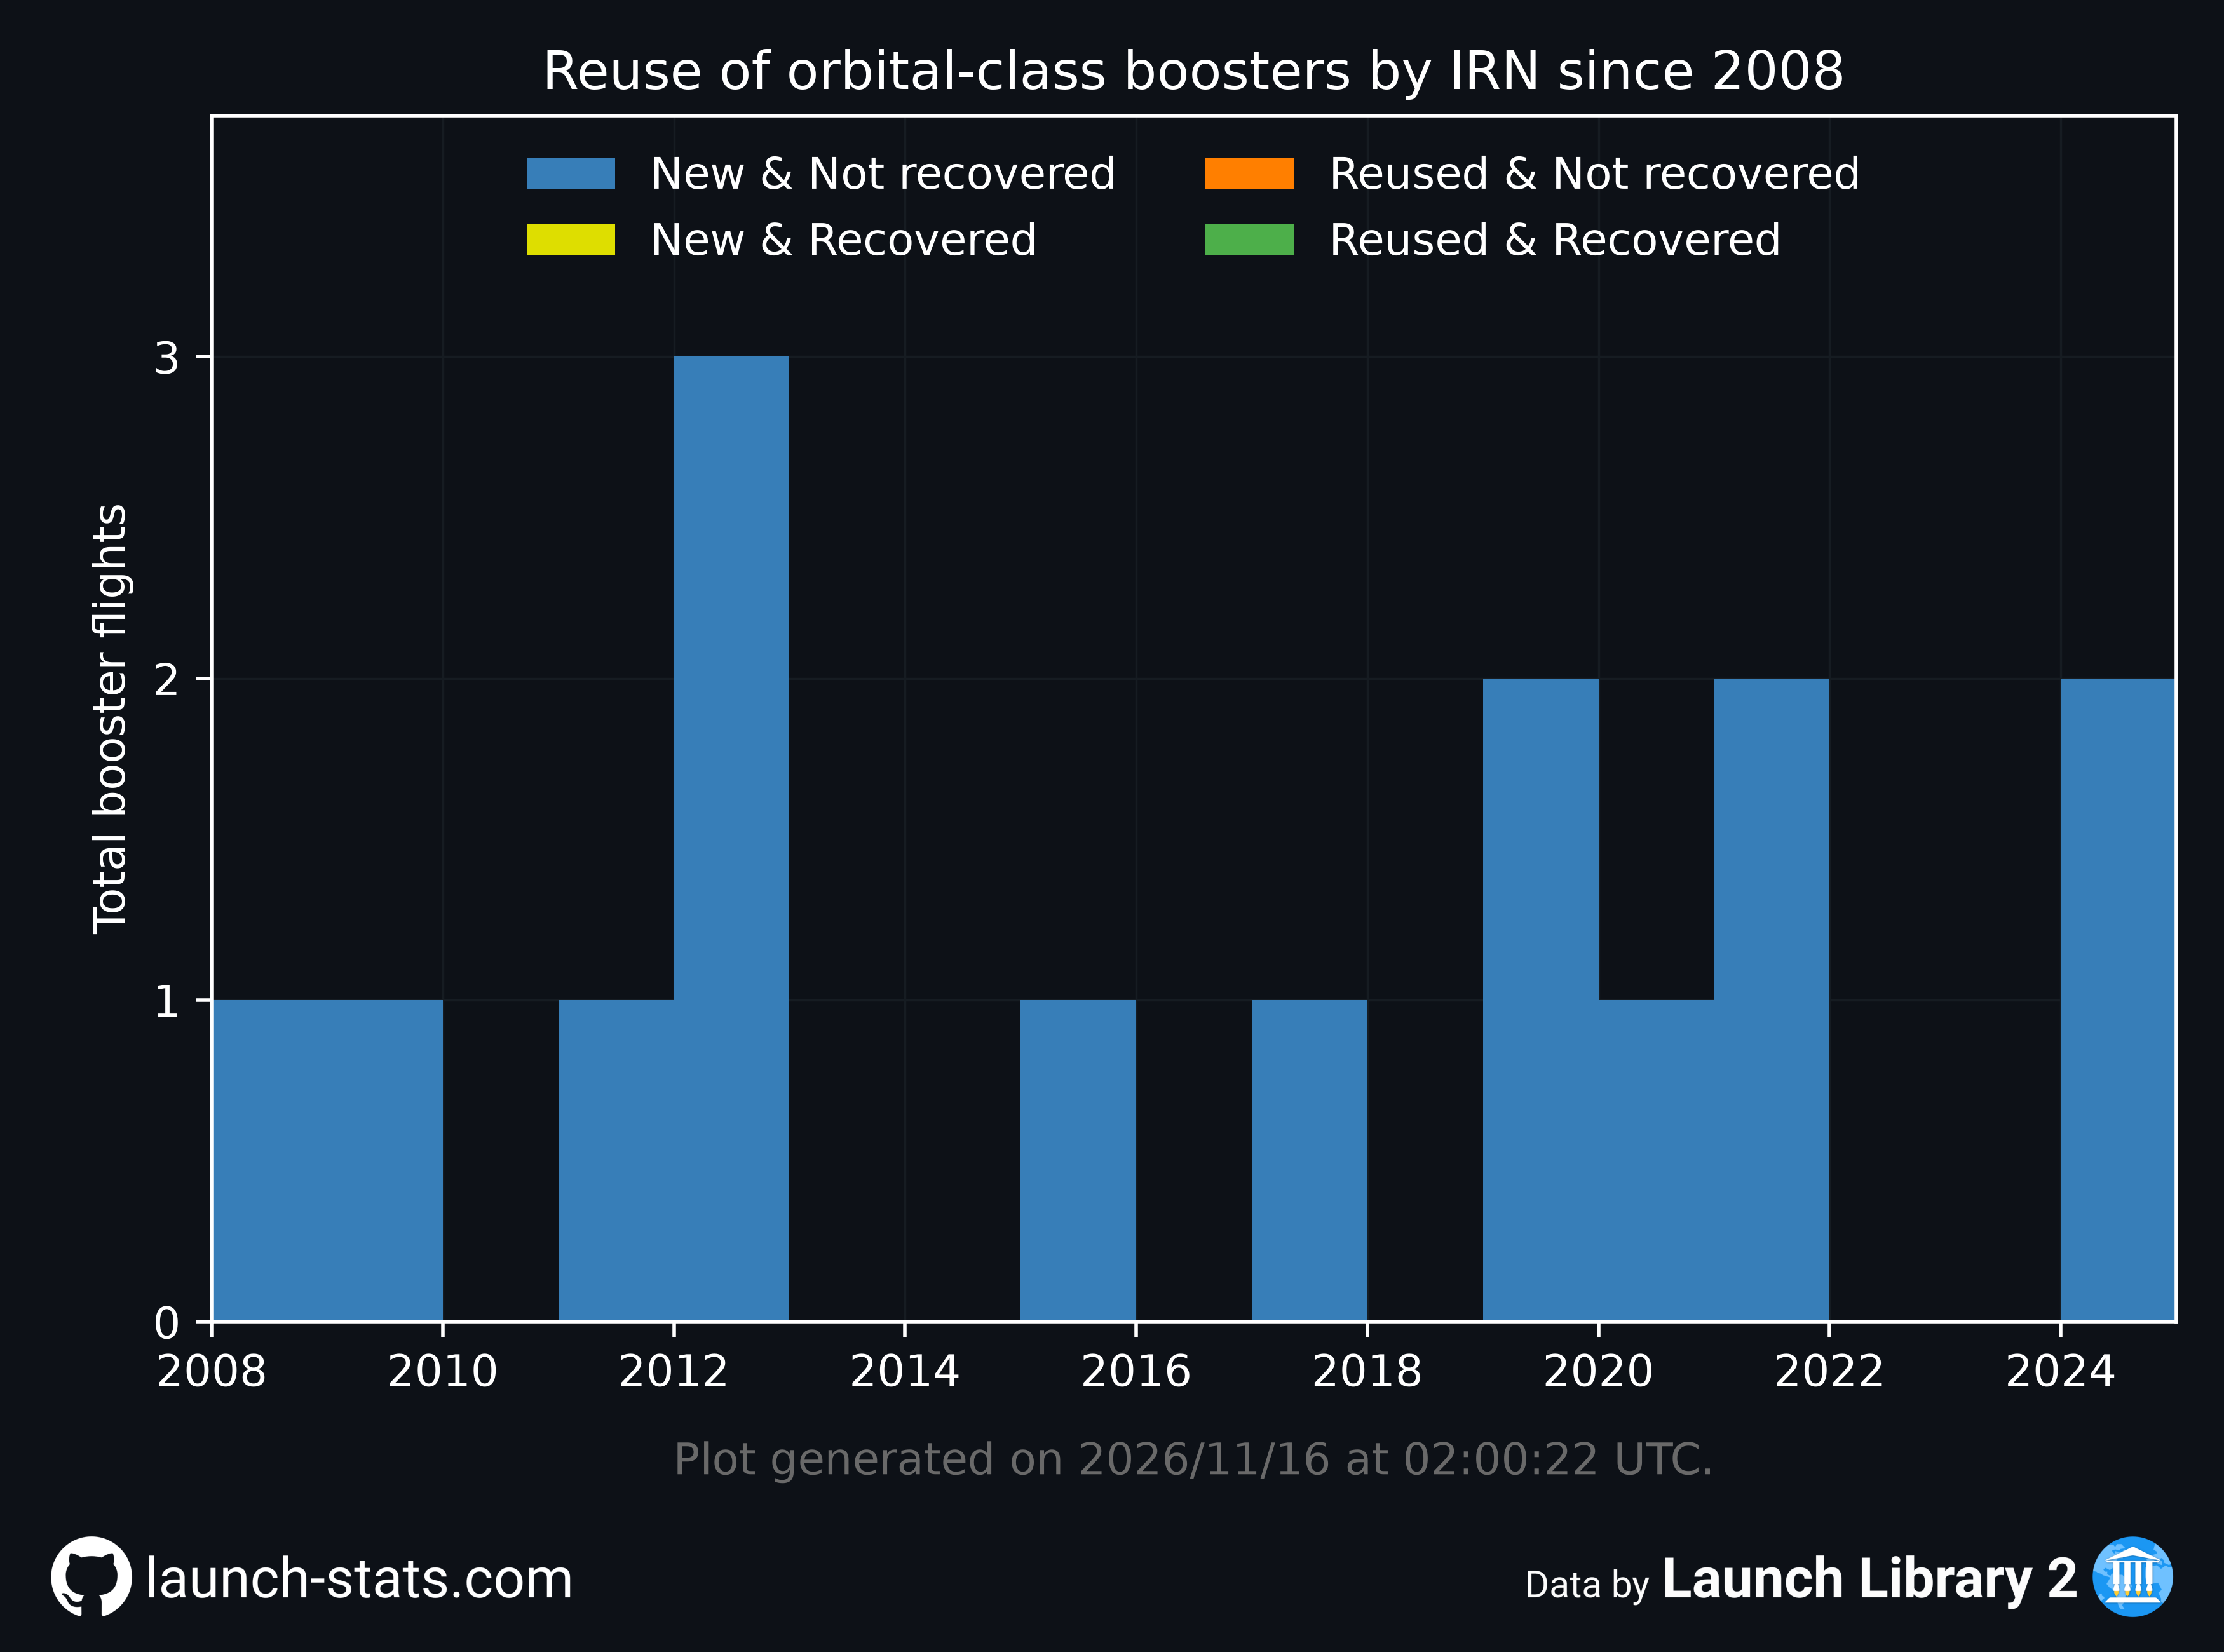 Reuse of orbital-class boosters by IRN since 2008
New & Not recovered
New & Recovered
Reused & Not recovered
Reused & Recovered
Total booster flights
3
2
1
0
2008 2010 2012 2014 2016 2018 2020 2022 2024
Plot generated on 2026/11/16 at 02:00:22 UTC.
launch-stats.com
Data by Launch Library 2